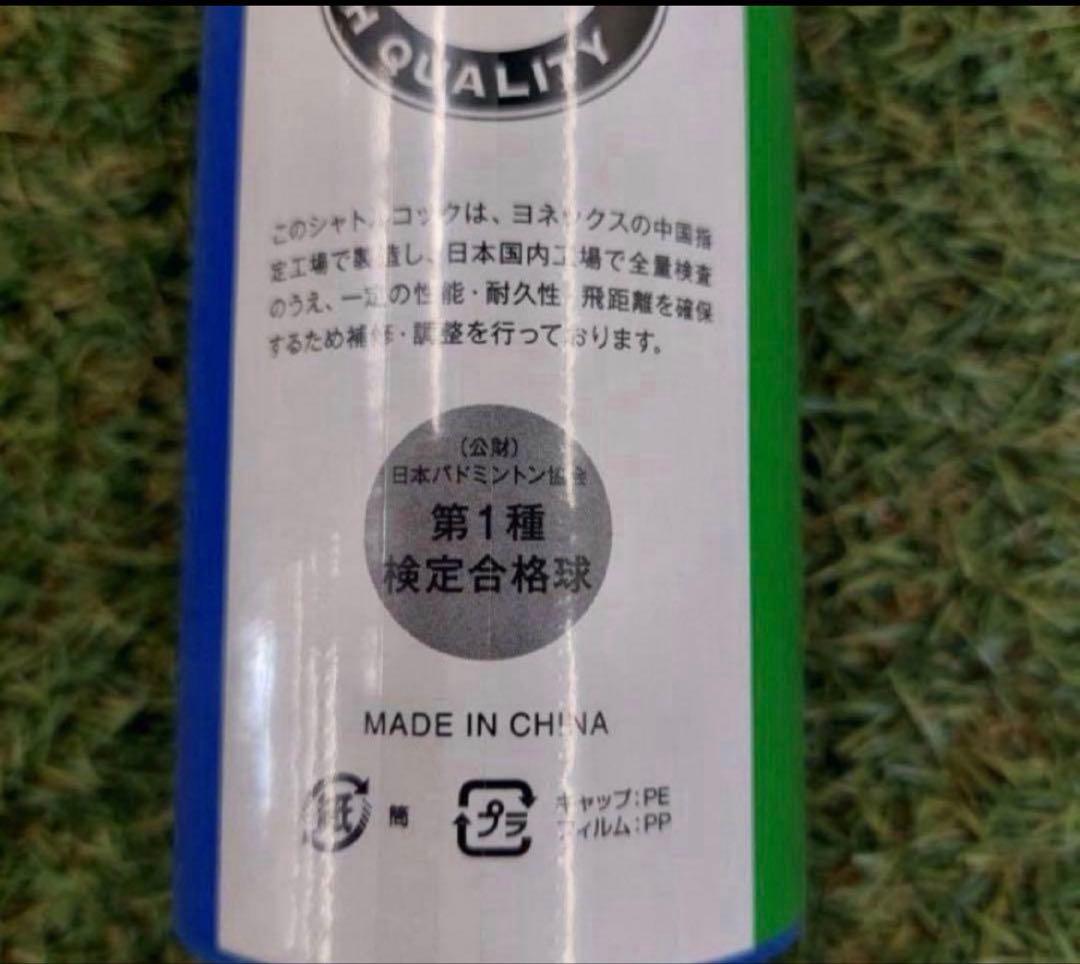 H QUALITY
このシャトルコックは、ヨネックスの中国指
定工場で製造し、日本国内工場で全量検査
のうえ、一定の性能・耐久性・飛距離を確保
するため補修・調整を行っております。
(公財)
日本バドミントン協会
第1種
検定合格球
MADE IN CHINA
紙 筒 プラ キャップ:PE
フィルム:PP